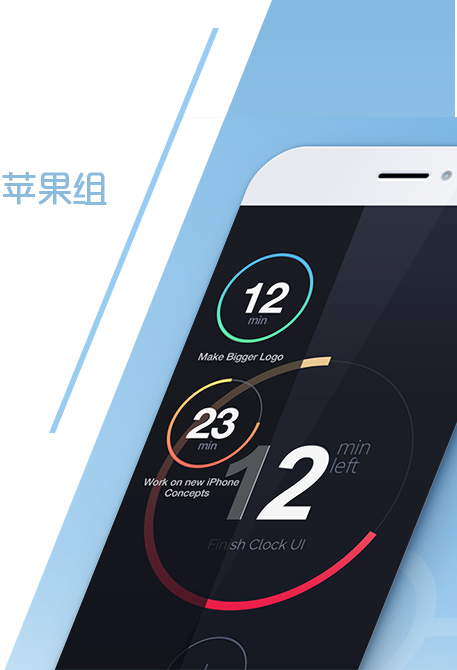 苹果组
12
min
Make Bigger Logo
23
min
Work on new iPhone
Concepts
12
min
left
Finish Clock UI